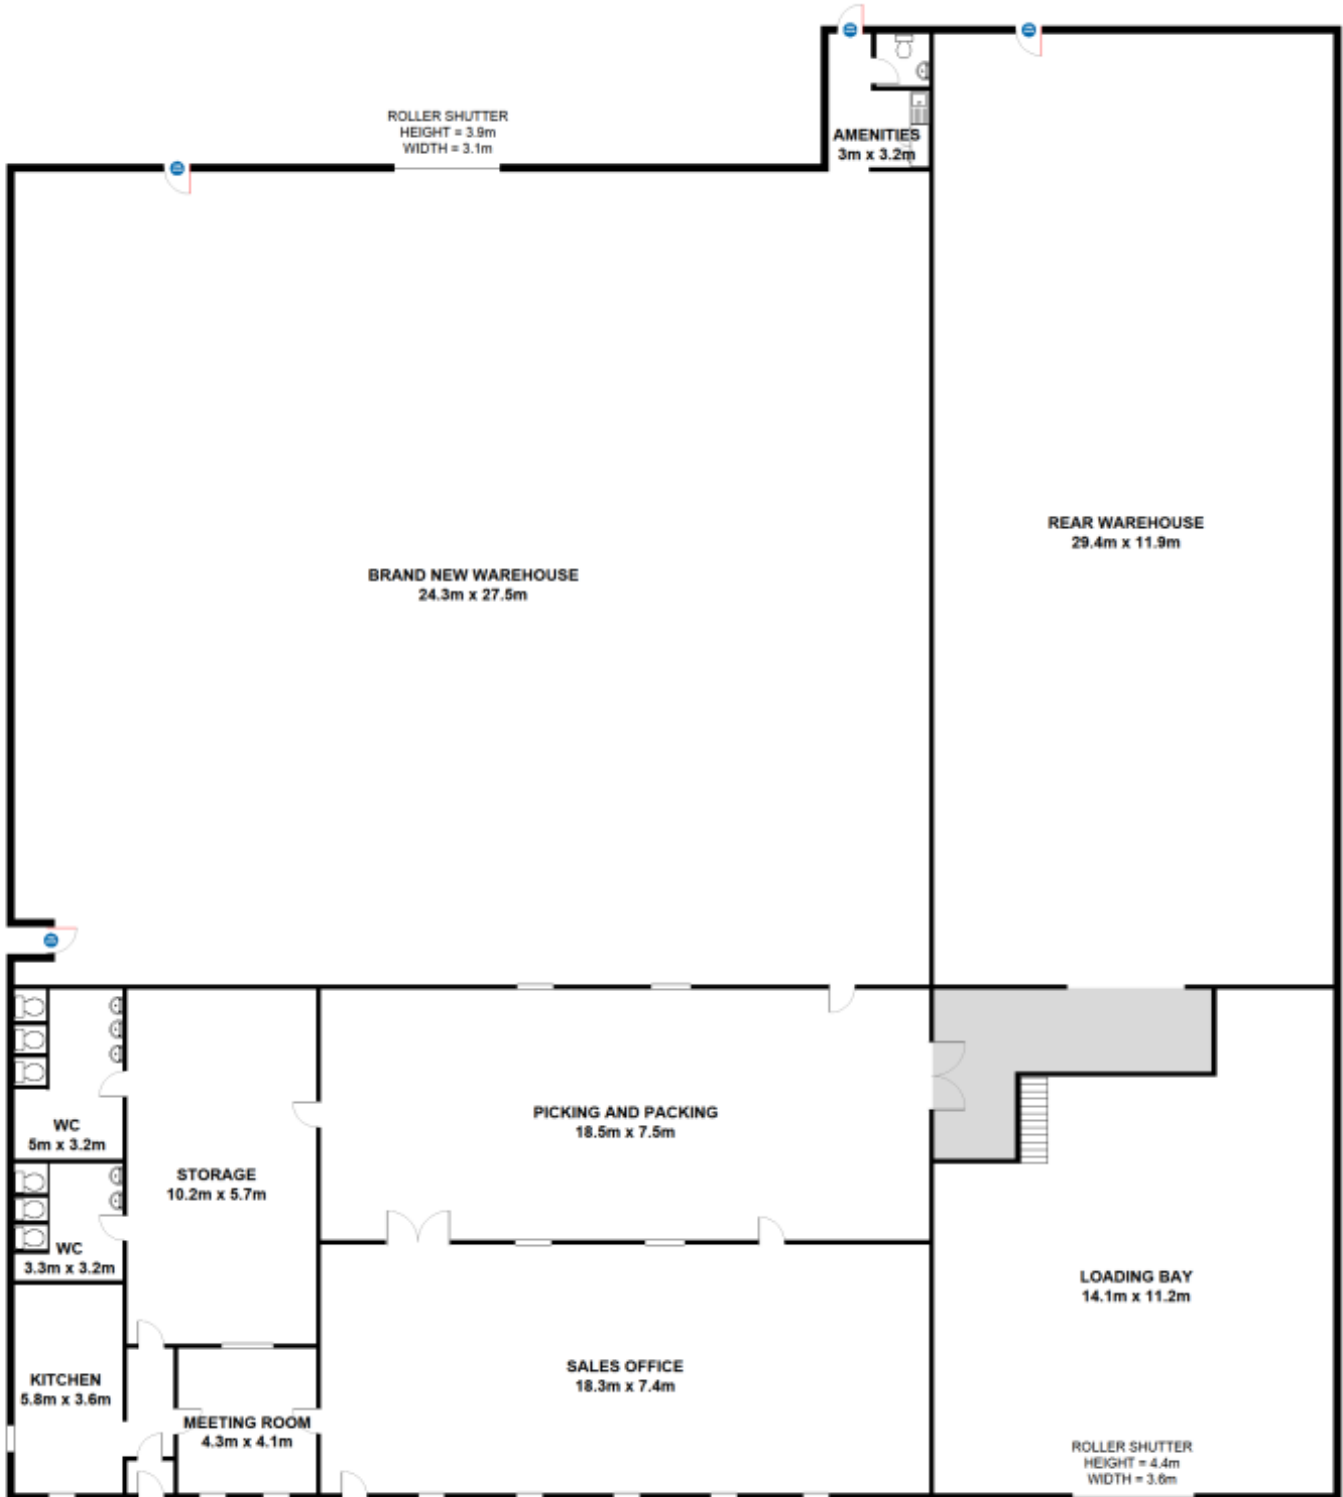 ROLLER SHUTTER
HEIGHT = 3.9m
WIDTH = 3.1m
AMENITIES
3m x 3.2m
REAR WAREHOUSE
29.4m x 11.9m
BRAND NEW WAREHOUSE
24.3m x 27.5m
PICKING AND PACKING
18.5m x 7.5m
WC
5m x 3.2m
STORAGE
10.2m x 5.7m
WC
3.3m x 3.2m
LOADING BAY
14.1m x 11.2m
SALES OFFICE
18.3m x 7.4m
KITCHEN
5.8m x 3.6m
MEETING ROOM
4.3m x 4.1m
ROLLER SHUTTER
HEIGHT = 4.4m
WIDTH = 3.6m